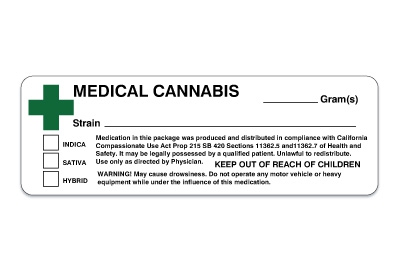 MEDICAL CANNABIS
Gram(s)
Strain
INDICA
SATIVA
HYBRID
Medication in this package was produced and distributed in compliance with California
Compassionate Use Act Prop 215 SB 420 Sections 11362.5 and11362.7 of Health and
Safety. It may be legally possessed by a qualified patient. Unlawful to redistribute.
Use only as directed by Physician. KEEP OUT OF REACH OF CHILDREN
WARNING! May cause drowsiness. Do not operate any motor vehicle or heavy
equipment while under the influence of this medication.